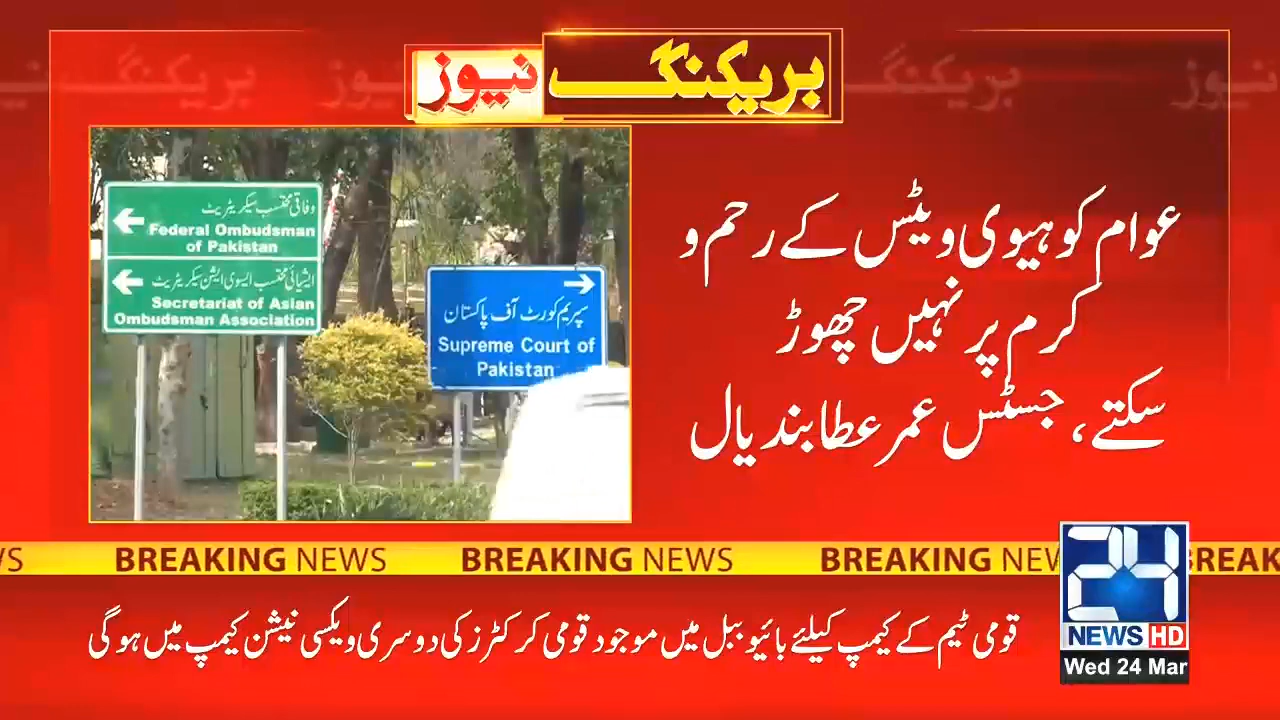 بریکنگ نیوز
وفاقی محتسب سیکریٹریٹ
Federal Ombudsman
of Pakistan
ایشیائی محتسب ایسوی ایشن سیکریٹریٹ
Secretariat of Asian
Ombudsman Association
سپریم کورٹ آف پاکستان
Supreme Court of
Pakistan
عوام کو ہیوی ویٹس کے رحم و
کرم پر نہیں چھوڑ
سکتے، جسٹس عمر عطا بندیال
BREAKING NEWS BREAKING NEWS BREAKING NEWS
24
NEWS HD
Wed 24 Mar
قومی ٹیم کے کیمپ کیلئے بائیو ببل میں موجود قومی کرکٹرز کی دوسری ویکسی نیشن کیمپ میں ہوگی